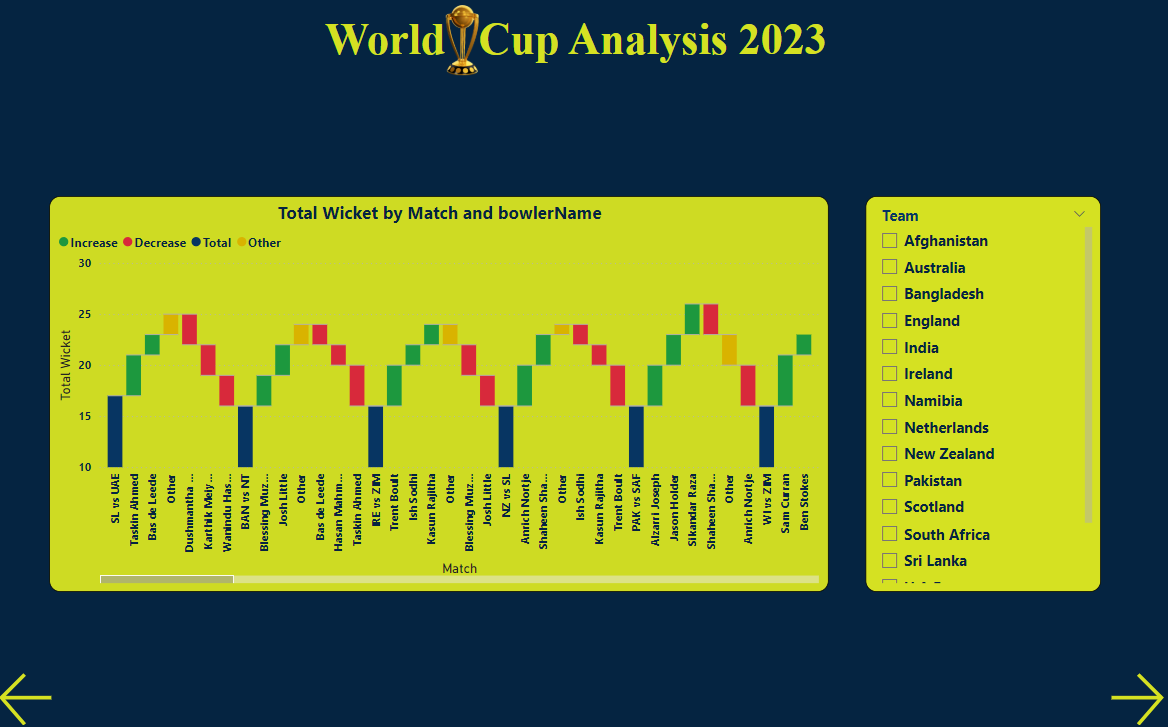 World Cup Analysis 2023
Total Wicket by Match and bowlerName
Increase Decrease Total Other
30
25
20
15
10
Total Wicket
SL vs UAE
Taskin Ahmed
Bas de Leede
Other
Dushmantha ...
Karthik Meiy...
Wanindu Has...
BAN vs NT
Blessing Muz...
Josh Little
Other
Bas de Leede
Hasan Mahm...
Taskin Ahmed
IRE vs ZIM
Trent Boult
Ish Sodhi
Kasun Rajitha
Other
Blessing Muz...
Josh Little
NZ vs SL
Anrich Nortje
Shaheen Sha...
Other
Ish Sodhi
Kasun Rajitha
Trent Boult
PAK vs SAF
Alzarri Joseph
Jason Holder
Sikandar Raza
Shaheen Sha...
Other
Anrich Nortje
WI vs ZIM
Sam Curran
Ben Stokes
Match
Team
Afghanistan
Australia
Bangladesh
England
India
Ireland
Namibia
Netherlands
New Zealand
Pakistan
Scotland
South Africa
Sri Lanka